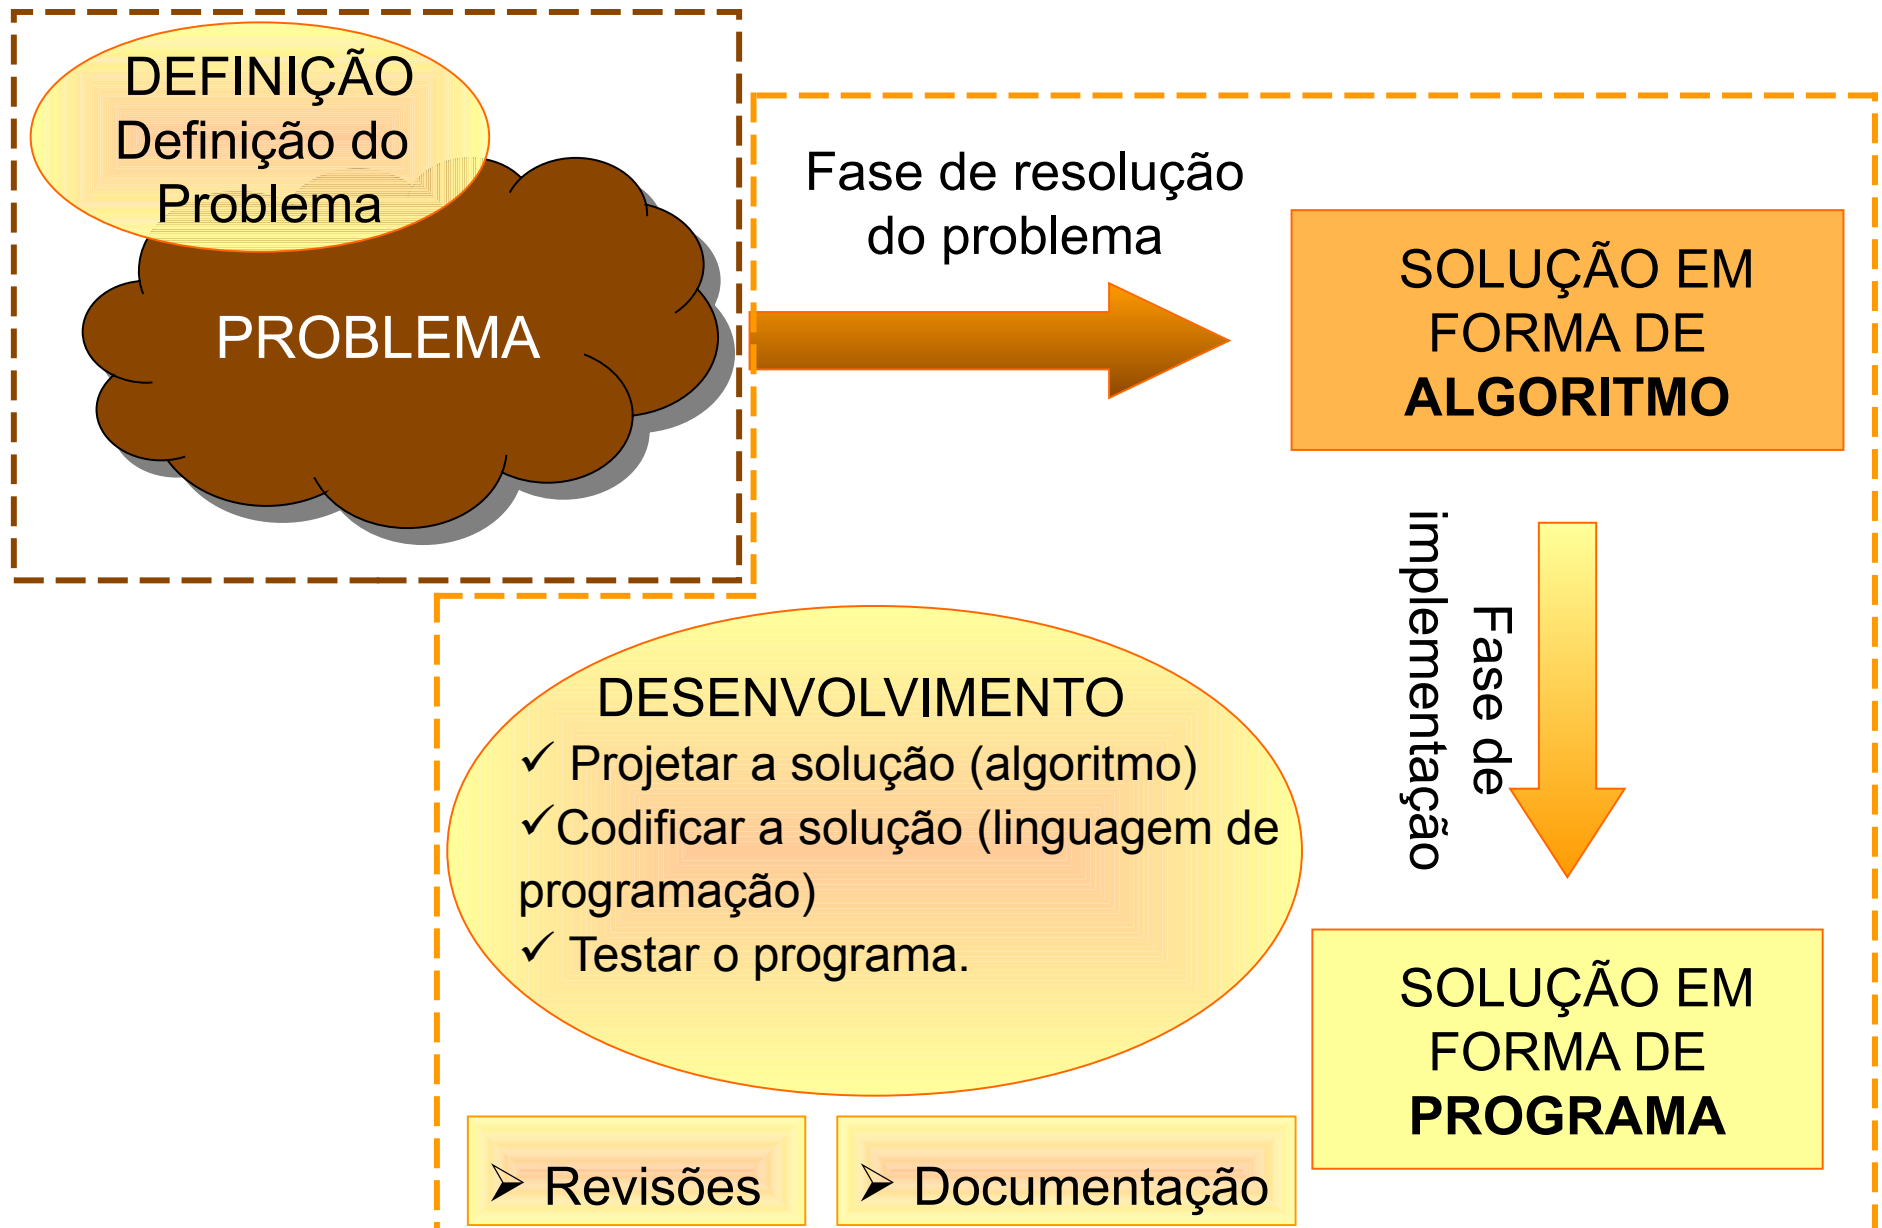 DEFINIÇÃO
Definição do
Problema
PROBLEMA
Fase de resolução
do problema
SOLUÇÃO EM
FORMA DE
ALGORITMO
Fase de
implementação
DESENVOLVIMENTO
✓ Projetar a solução (algoritmo)
✓Codificar a solução (linguagem de
programação)
✓ Testar o programa.
SOLUÇÃO EM
FORMA DE
PROGRAMA
➢ Revisões
➢ Documentação